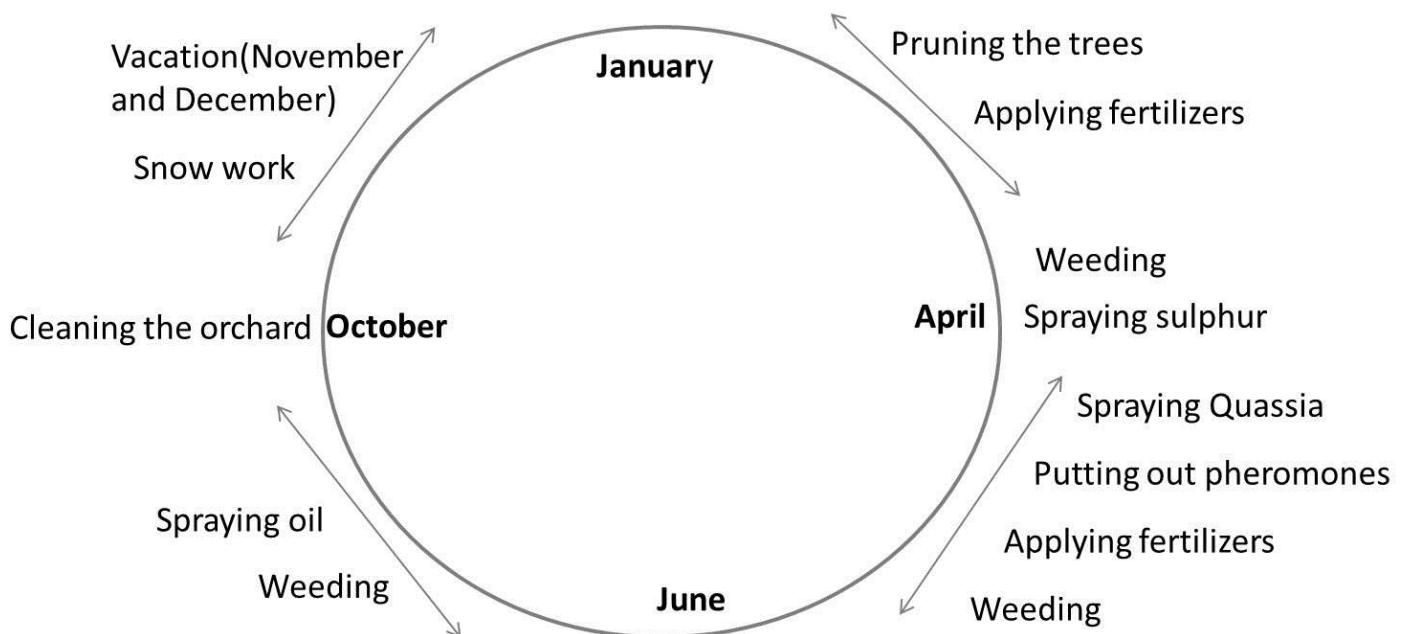 Vacation(November
and December)
Snow work
January
Pruning the trees
Applying fertilizers
Weeding
Cleaning the orchard
October
April
Spraying sulphur
Spraying Quassia
Putting out pheromones
Applying fertilizers
Weeding
Spraying oil
Weeding
June